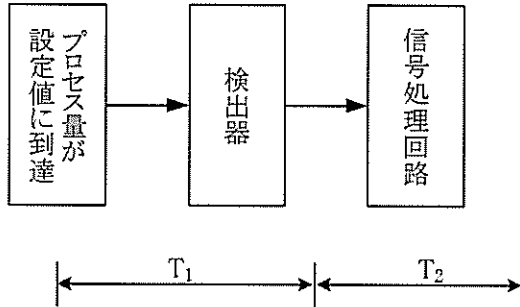 プロセス量が
設定値に到達
検出器
信号処理回路
T₁
T₂